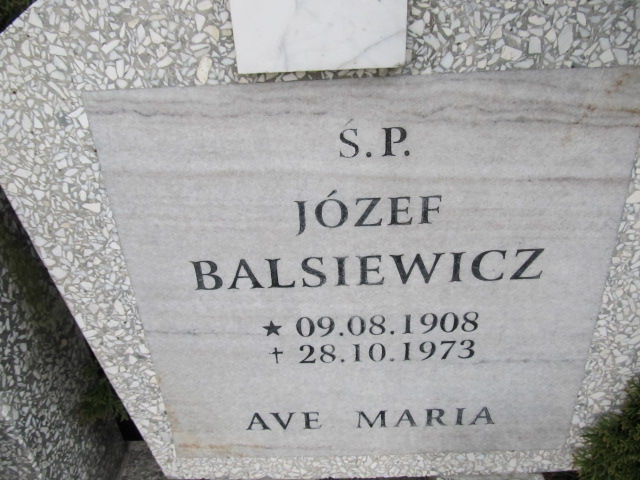 Ś.P.
JÓZEF
BALSIEWICZ
★ 09.08.1908
† 28.10.1973
AVE MARIA